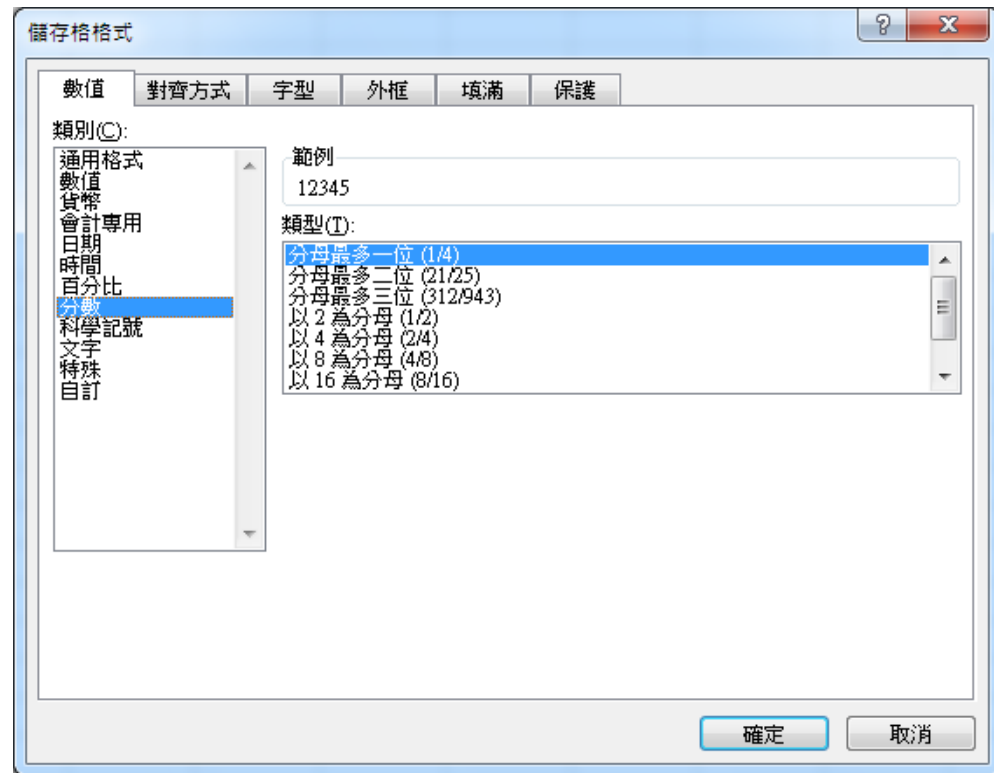 儲存格格式
數值 對齊方式 字型 外框 填滿 保護
類別(C):
通用格式
數值
貨幣
會計專用
日期
時間
百分比
分數
科學記號
文字
特殊
自訂
範例
12345
類型(T):
分母最多一位 (1/4)
分母最多二位 (21/25)
分母最多三位 (312/943)
以 2 為分母 (1/2)
以 4 為分母 (2/4)
以 8 為分母 (4/8)
以 16 為分母 (8/16)
確定 取消